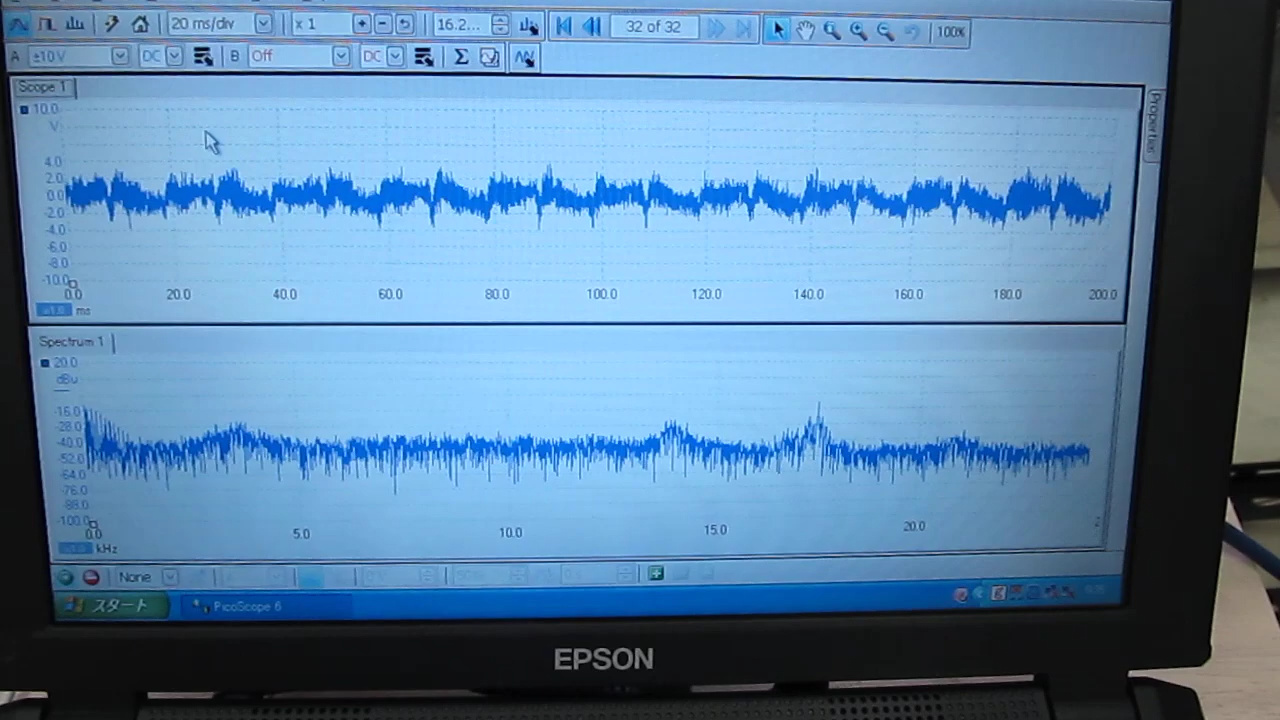 20 ms/div x 1 16.2... 32 of 32 100%
A ±10V DC B Off DC Σ
Scope 1
Properties
10.0
V
4.0
2.0
0.0
-2.0
-4.0
-6.0
-8.0
-10.0
0.0 20.0 40.0 60.0 80.0 100.0 120.0 140.0 160.0 180.0 200.0
x1.0 ms
Spectrum 1
20.0
dBu
-16.0
-28.0
-40.0
-52.0
-64.0
-76.0
-88.0
-100.0
0.0 5.0 10.0 15.0 20.0
x1.0 kHz
None
スタート PicoScope 6
EPSON